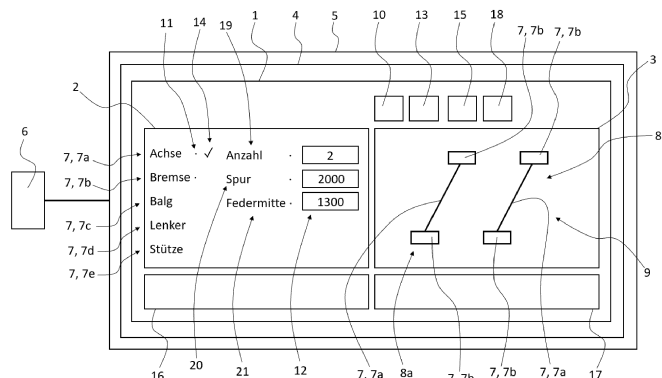 11 14 19 1 4 5 10 13 15 18 7, 7b 7, 7b 3
2
6
8
7, 7a Achse · ✓ Anzahl · 2
7, 7b Bremse · Spur 2000
7, 7c Balg Federmitte · 1300
7, 7d Lenker
7, 7e Stütze
9
16 20 21 12 7, 7a 8a 7, 7b 7, 7b 7, 7a 17